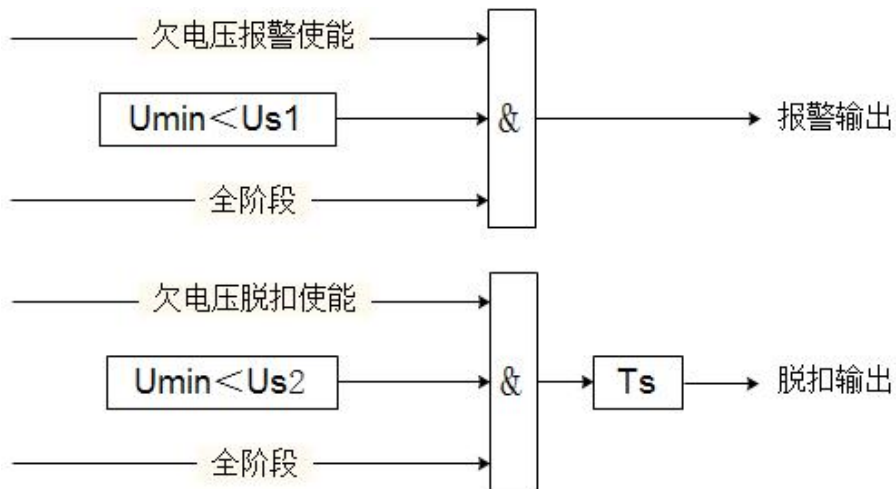 欠电压报警使能
Umin＜Us1
&
报警输出
全阶段
欠电压脱扣使能
Umin＜Us2
&
Ts
脱扣输出
全阶段